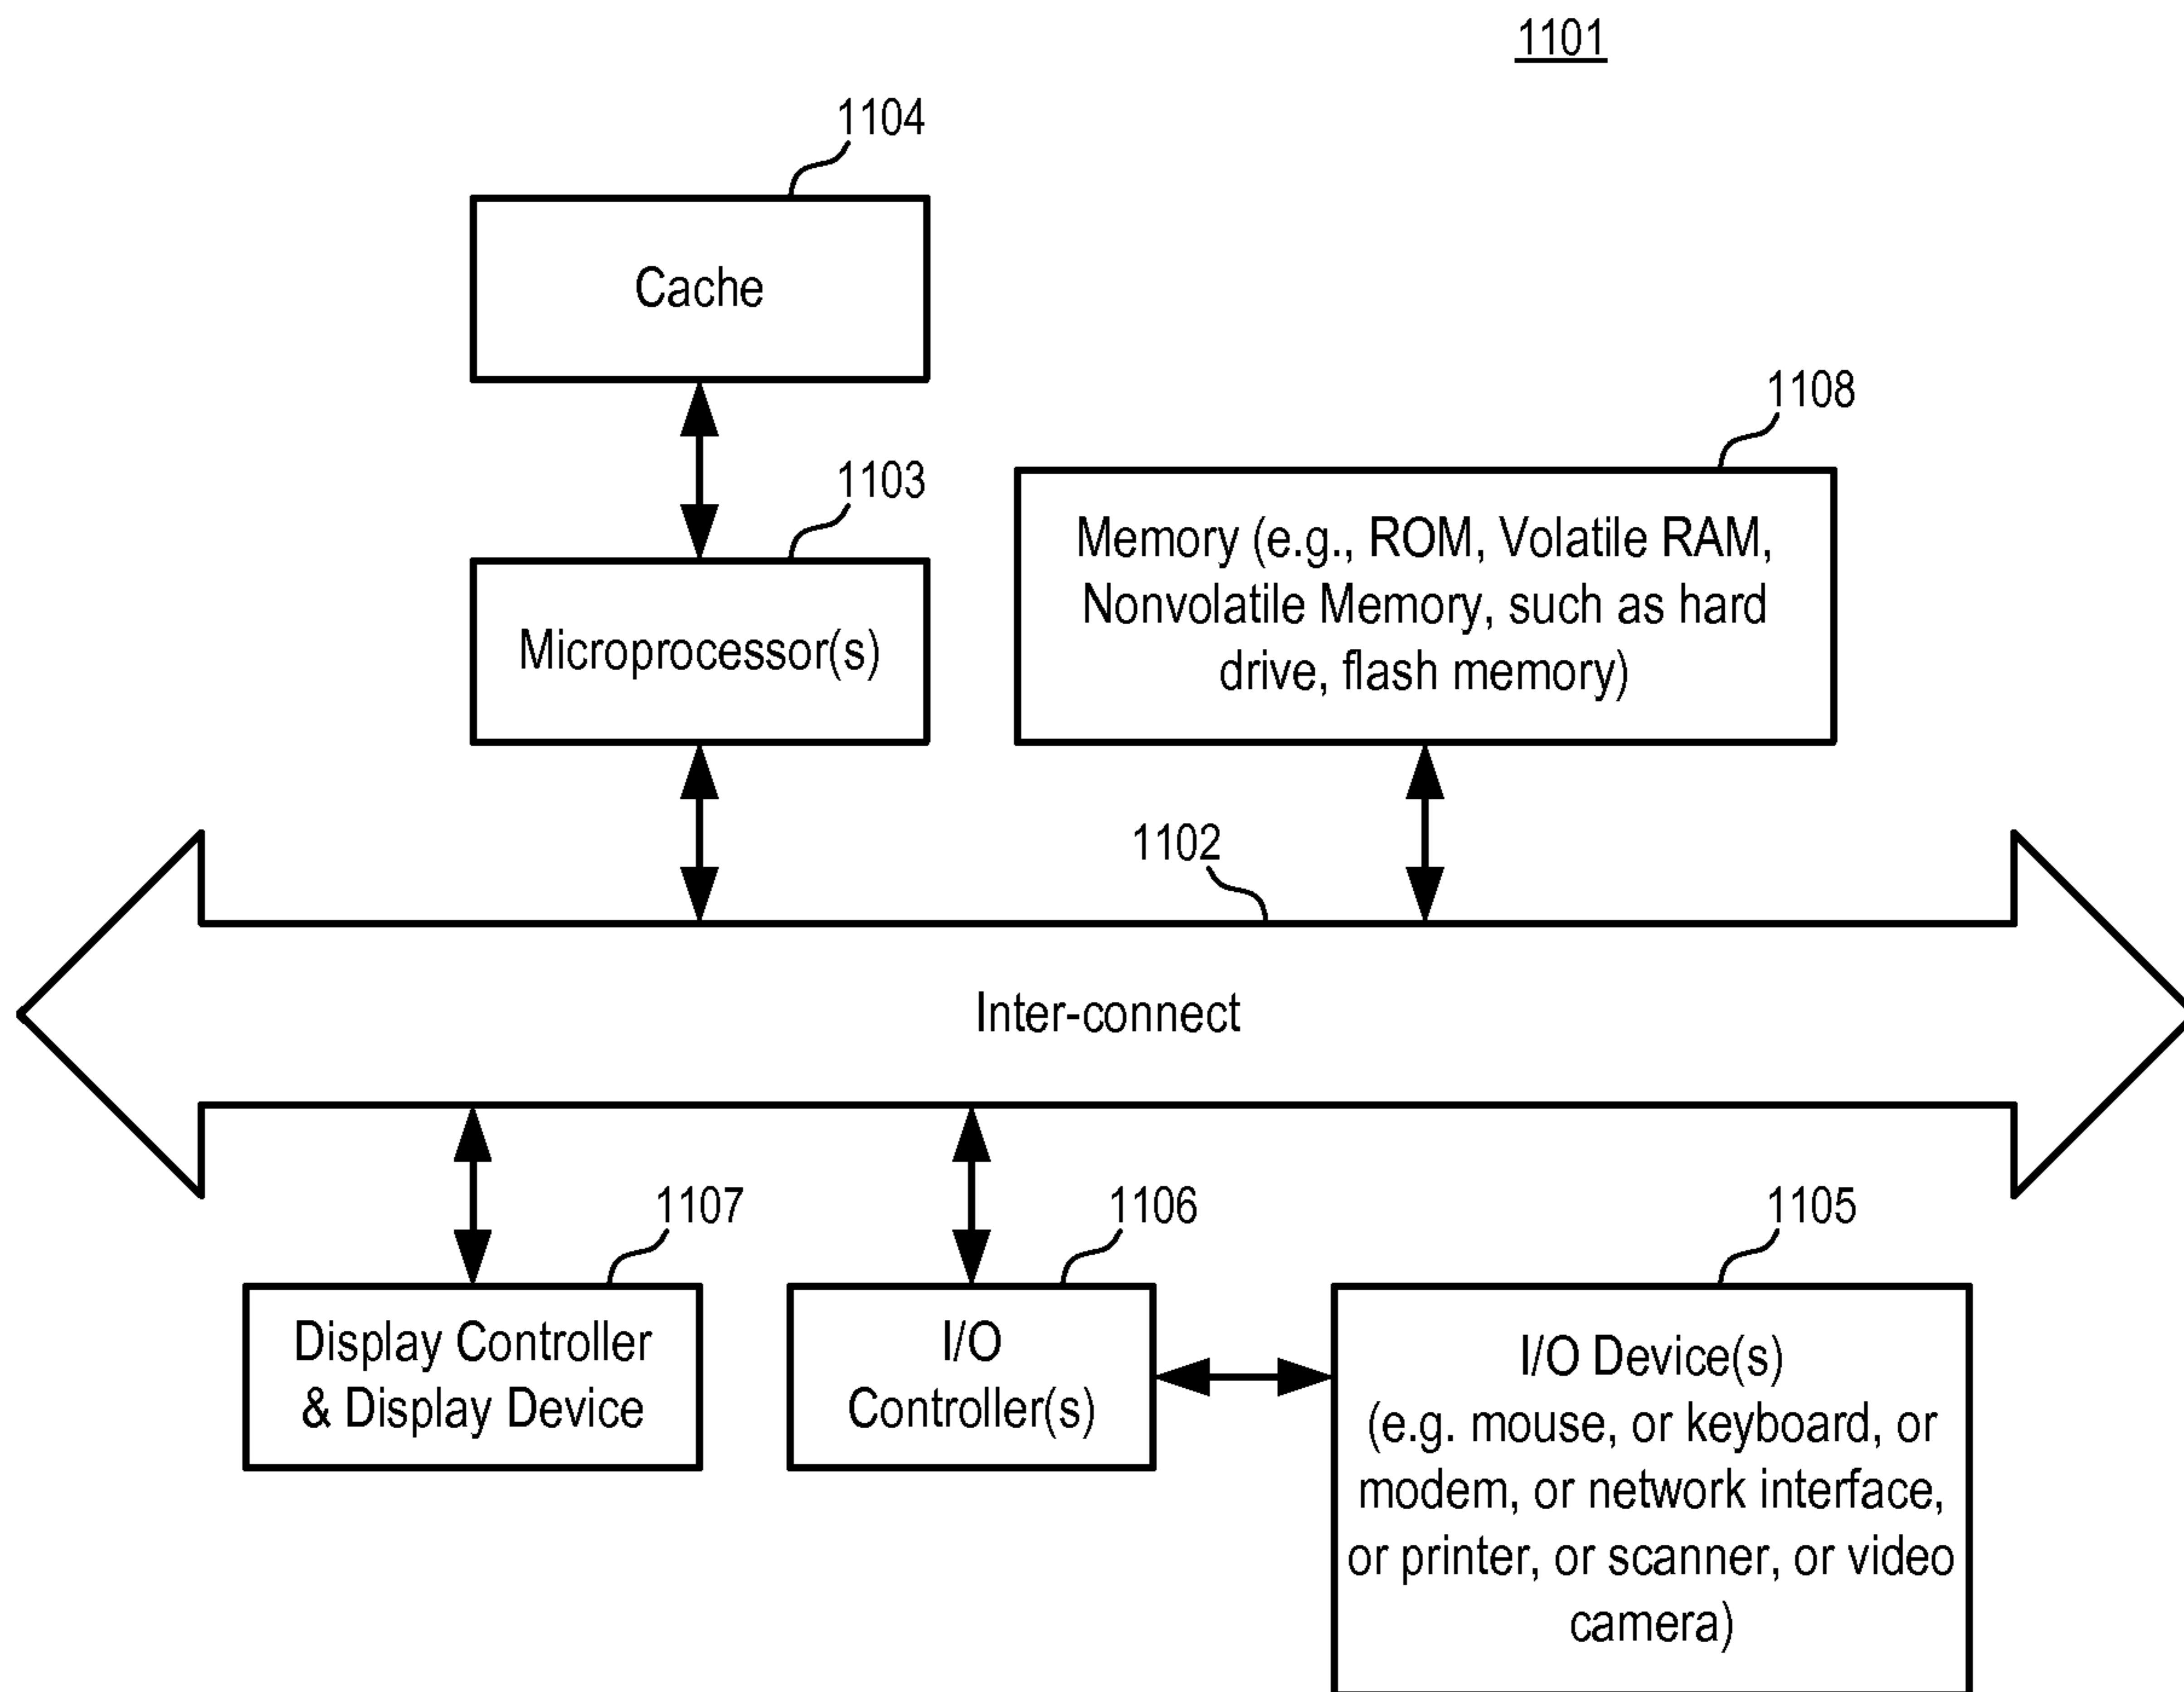 1101
1104
Cache
1108
1103
Memory (e.g., ROM, Volatile RAM,
Nonvolatile Memory, such as hard
drive, flash memory)
Microprocessor(s)
1102
Inter-connect
1107
1106
1105
Display Controller
& Display Device
I/O
Controller(s)
I/O Device(s)
(e.g. mouse, or keyboard, or
modem, or network interface,
or printer, or scanner, or video
camera)